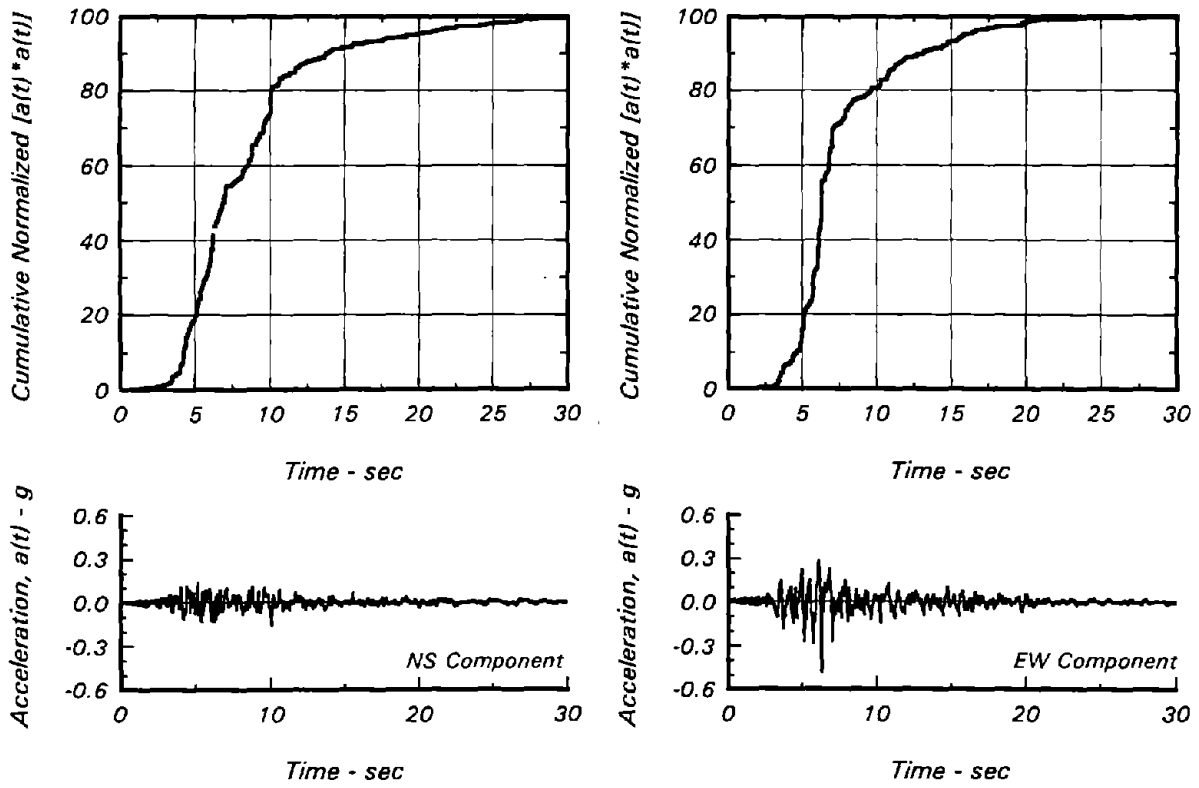 Cumulative Normalized [a(t)*a(t)]
100
80
60
40
20
0
0 5 10 15 20 25 30
Time - sec
Cumulative Normalized [a(t)*a(t)]
100
80
60
40
20
0
0 5 10 15 20 25 30
Time - sec
Acceleration, a(t) - g
0.6
0.3
0.0
-0.3
-0.6
NS Component
0 10 20 30
Time - sec
Acceleration, a(t) - g
0.6
0.3
0.0
-0.3
-0.6
EW Component
0 10 20 30
Time - sec